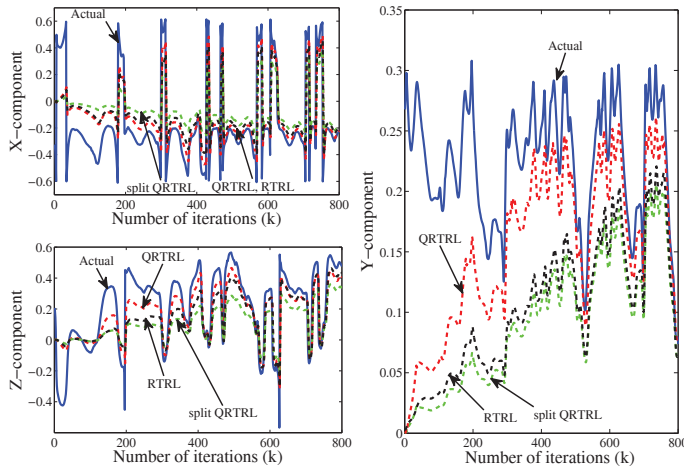 0.6
0.4
0.2
0
−0.2
−0.4
−0.6
X−component
Actual
split QRTRL,
QRTRL, RTRL
0 200 400 600 800
Number of iterations (k)
0.6
0.4
0.2
0
−0.2
−0.4
Z−component
Actual
QRTRL
RTRL
split QRTRL
0 200 400 600 800
Number of iterations (k)
0.35
0.3
0.25
0.2
0.15
0.1
0.05
0
Y−component
Actual
QRTRL
RTRL
split QRTRL
0 200 400 600 800
Number of iterations (k)